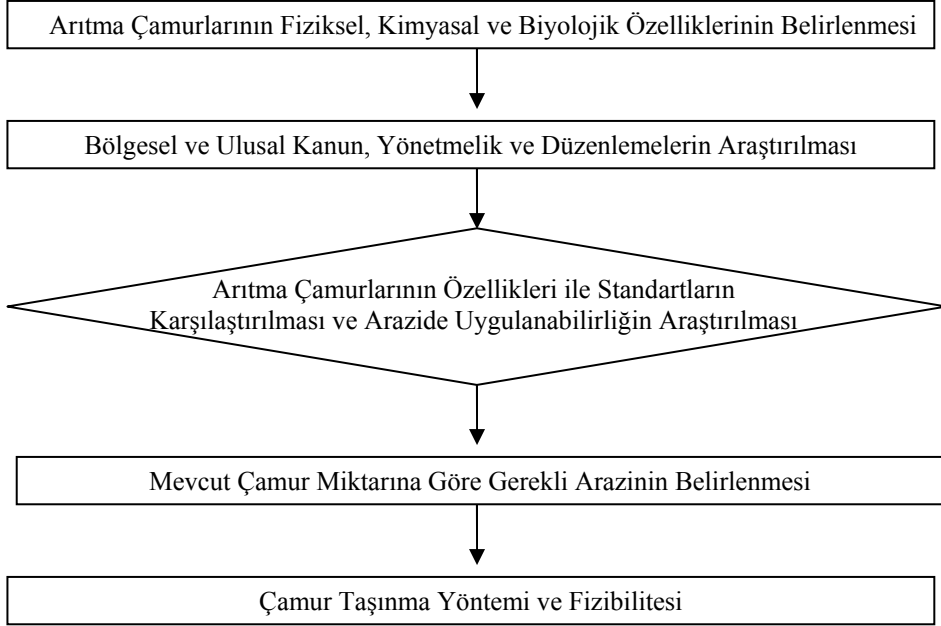 Arıtma Çamurlarının Fiziksel, Kimyasal ve Biyolojik Özelliklerinin Belirlenmesi
Bölgesel ve Ulusal Kanun, Yönetmelik ve Düzenlemelerin Araştırılması
Arıtma Çamurlarının Özellikleri ile Standartların
Karşılaştırılması ve Arazide Uygulanabilirliğin Araştırılması
Mevcut Çamur Miktarına Göre Gerekli Arazinin Belirlenmesi
Çamur Taşınma Yöntemi ve Fizibilitesi